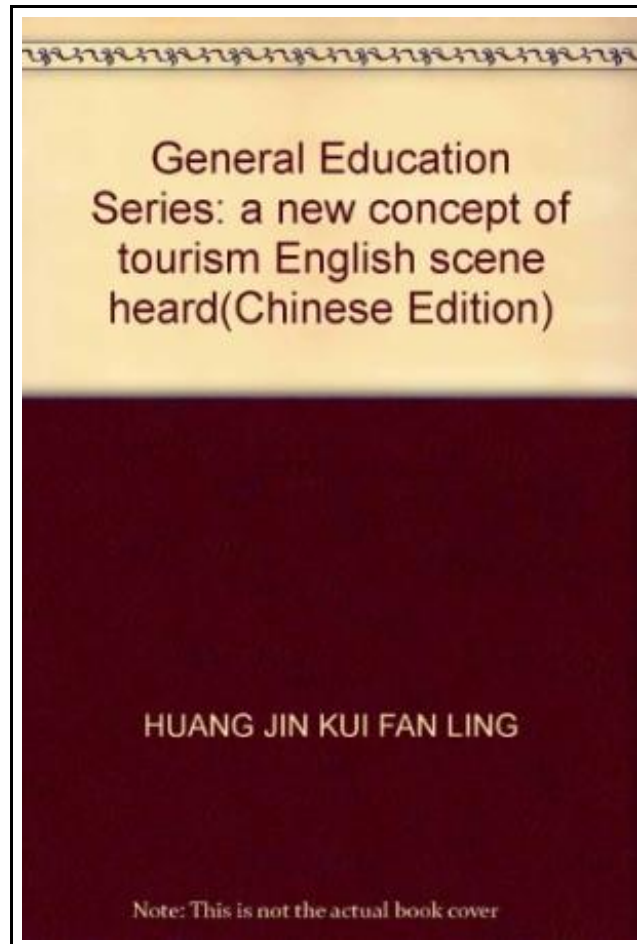 General Education
Series: a new concept of
tourism English scene
heard(Chinese Edition)
HUANG JIN KUI FAN LING
Note: This is not the actual book cover